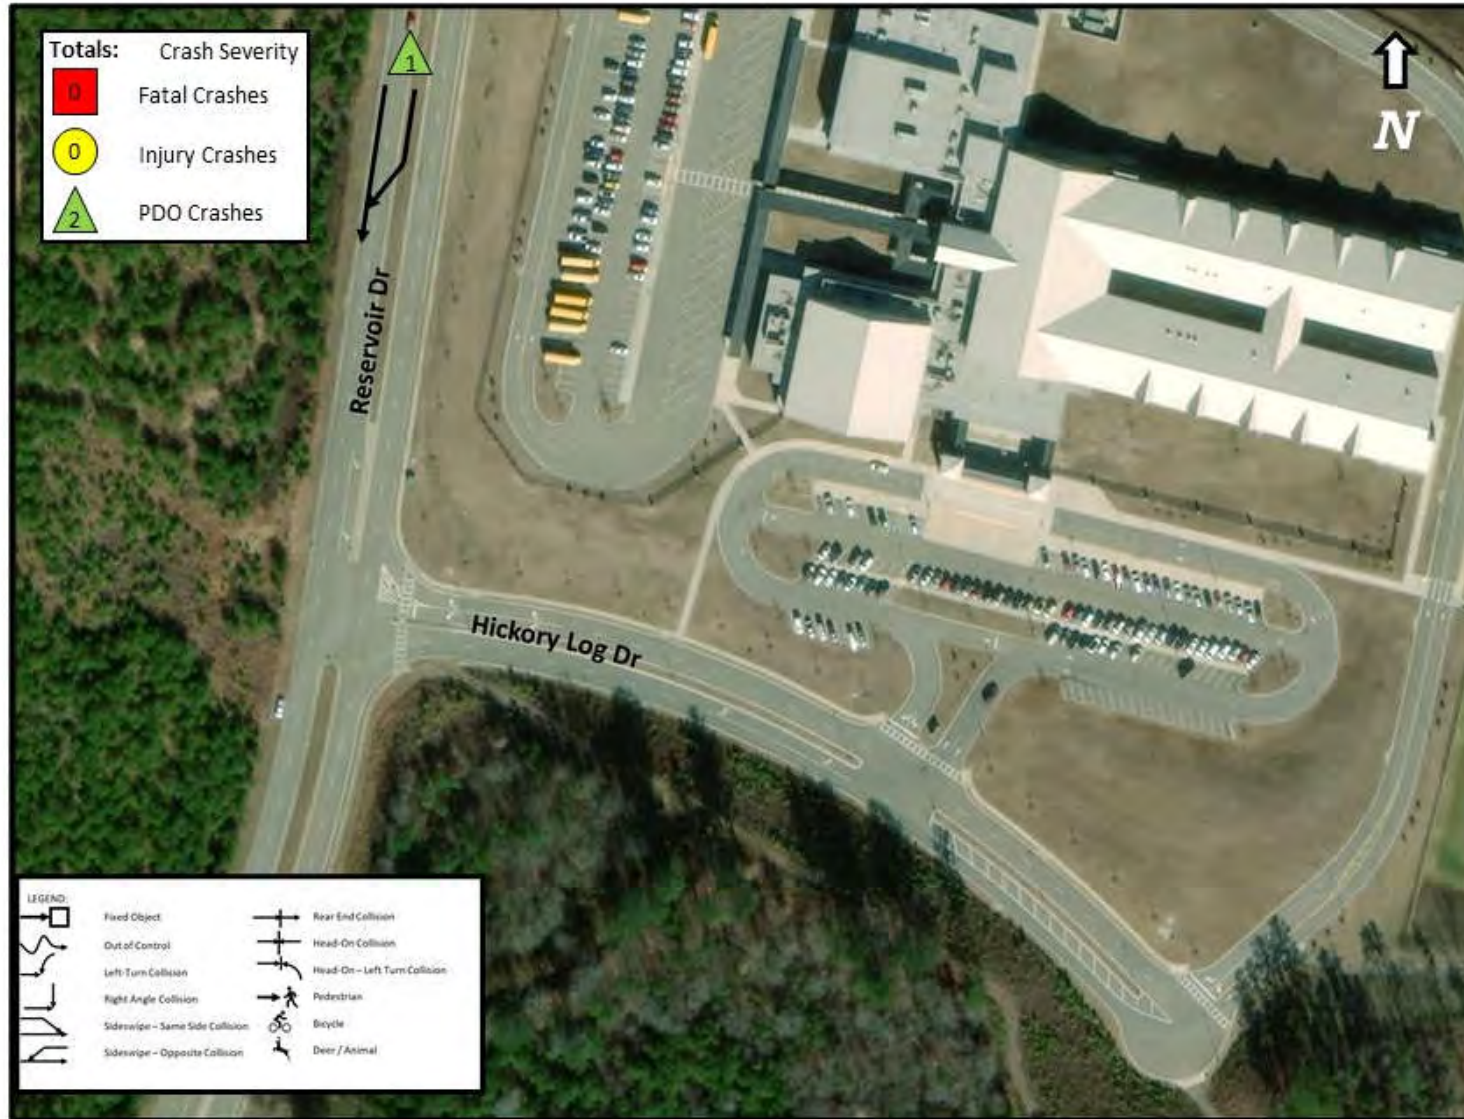 Totals: Crash Severity
0 Fatal Crashes
0 Injury Crashes
2 PDO Crashes
1
N
Reservoir Dr
Hickory Log Dr
LEGEND:
Fixed Object
Out of Control
Left-Turn Collision
Right Angle Collision
Sideswipe – Same Side Collision
Sideswipe – Opposite Collision
Rear End Collision
Head-On Collision
Head-On – Left Turn Collision
Pedestrian
Bicycle
Deer / Animal